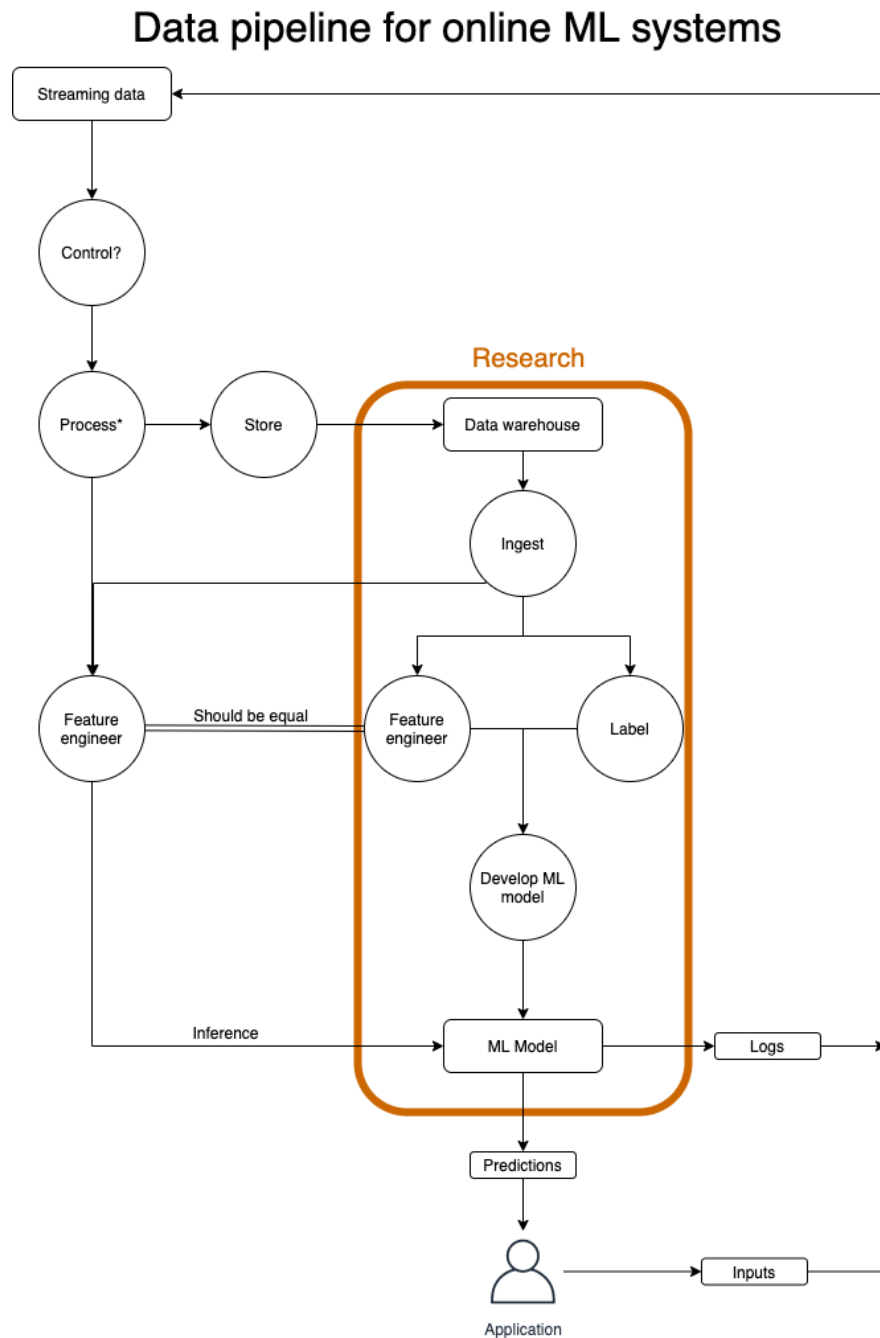 Data pipeline for online ML systems
Streaming data
Control?
Research
Process*
Store
Data warehouse
Ingest
Should be equal
Feature
engineer
Feature
engineer
Label
Develop ML
model
Inference
ML Model
Logs
Predictions
Inputs
Application